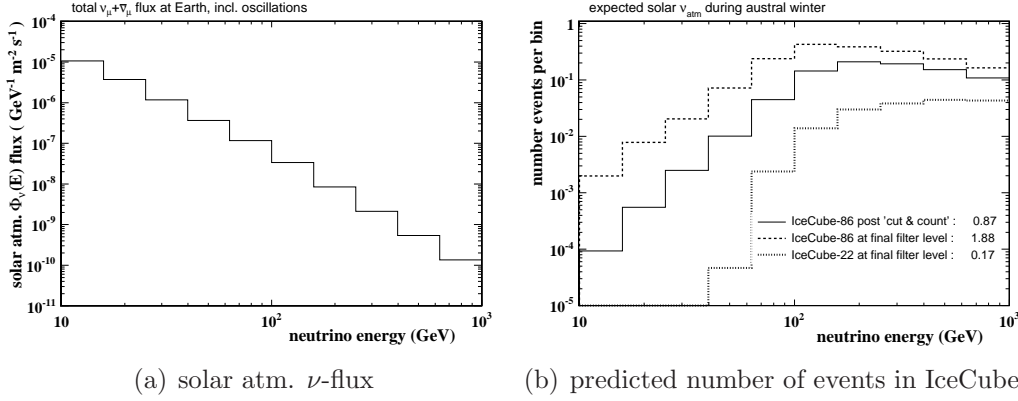 total ν_μ+ν̄_μ flux at Earth, incl. oscillations
solar atm. Φ_ν(E) flux ( GeV⁻¹ m⁻² s⁻¹)
10⁻⁴
10⁻⁵
10⁻⁶
10⁻⁷
10⁻⁸
10⁻⁹
10⁻¹⁰
10⁻¹¹
10 10² 10³
neutrino energy (GeV)
(a) solar atm. ν-flux
expected solar ν_atm during austral winter
number events per bin
1
10⁻¹
10⁻²
10⁻³
10⁻⁴
10⁻⁵
IceCube-86 post 'cut & count' : 0.87
IceCube-86 at final filter level : 1.88
IceCube-22 at final filter level : 0.17
10 10² 10³
neutrino energy (GeV)
(b) predicted number of events in IceCube